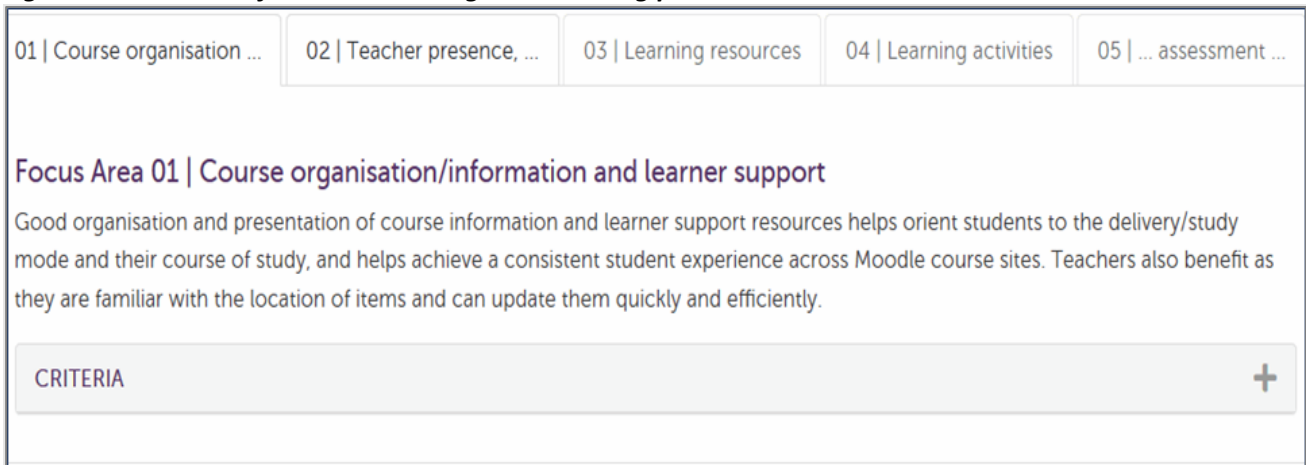 01 | Course organisation ...
02 | Teacher presence, ...
03 | Learning resources
04 | Learning activities
05 | ... assessment ...
Focus Area 01 | Course organisation/information and learner support
Good organisation and presentation of course information and learner support resources helps orient students to the delivery/study
mode and their course of study, and helps achieve a consistent student experience across Moodle course sites. Teachers also benefit as
they are familiar with the location of items and can update them quickly and efficiently.
CRITERIA